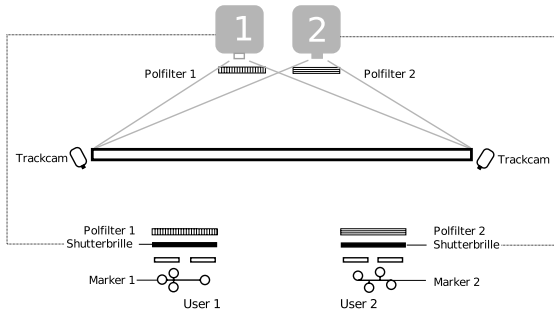 1 2
Polfilter 1 Polfilter 2
Trackcam Trackcam
Polfilter 1 Polfilter 2
Shutterbrille Shutterbrille
Marker 1 Marker 2
User 1 User 2